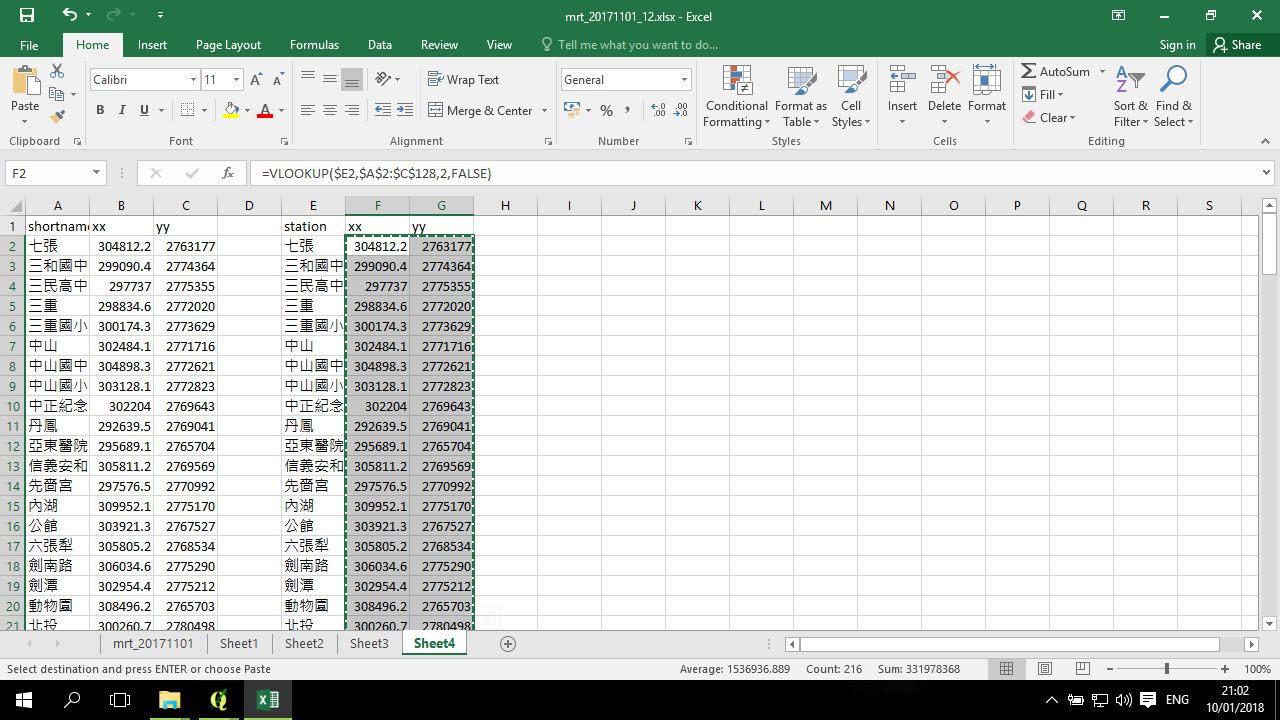 mrt_20171101_12.xlsx - Excel
File Home Insert Page Layout Formulas Data Review View Tell me what you want to do... Sign in Share
Paste
Calibri 11
B I U A
Wrap Text
Merge & Center
General
% ,
Conditional Formatting
Format as Table
Cell Styles
Insert
Delete
Format
AutoSum
Fill
Clear
Sort & Filter
Find & Select
Clipboard Font Alignment Number Styles Cells Editing
F2 fx =VLOOKUP($E2,$A$2:$C$128,2,FALSE)
A B C D E F G H I J K L M N O P Q R S
1 shortname xx yy station xx yy
2 七張 304812.2 2763177 七張 304812.2 2763177
3 三和國中 299090.4 2774364 三和國中 299090.4 2774364
4 三民高中 297737 2775355 三民高中 297737 2775355
5 三重 298834.6 2772020 三重 298834.6 2772020
6 三重國小 300174.3 2773629 三重國小 300174.3 2773629
7 中山 302484.1 2771716 中山 302484.1 2771716
8 中山國中 304898.3 2772621 中山國中 304898.3 2772621
9 中山國小 303128.1 2772823 中山國小 303128.1 2772823
10 中正紀念 302204 2769643 中正紀念 302204 2769643
11 丹鳳 292639.5 2769041 丹鳳 292639.5 2769041
12 亞東醫院 295689.1 2765704 亞東醫院 295689.1 2765704
13 信義安和 305811.2 2769569 信義安和 305811.2 2769569
14 先嗇宮 297576.5 2770992 先嗇宮 297576.5 2770992
15 內湖 309952.1 2775170 內湖 309952.1 2775170
16 公館 303921.3 2767527 公館 303921.3 2767527
17 六張犁 305805.2 2768534 六張犁 305805.2 2768534
18 劍南路 306034.6 2775290 劍南路 306034.6 2775290
19 劍潭 302954.4 2775212 劍潭 302954.4 2775212
20 動物園 308496.2 2765703 動物園 308496.2 2765703
21 北投 300260.7 2780498 北投 300260.7 2780498
mrt_20171101 Sheet1 Sheet2 Sheet3 Sheet4
Select destination and press ENTER or choose Paste Average: 1536936.889 Count: 216 Sum: 331978368 100%
ENG
21:02
10/01/2018